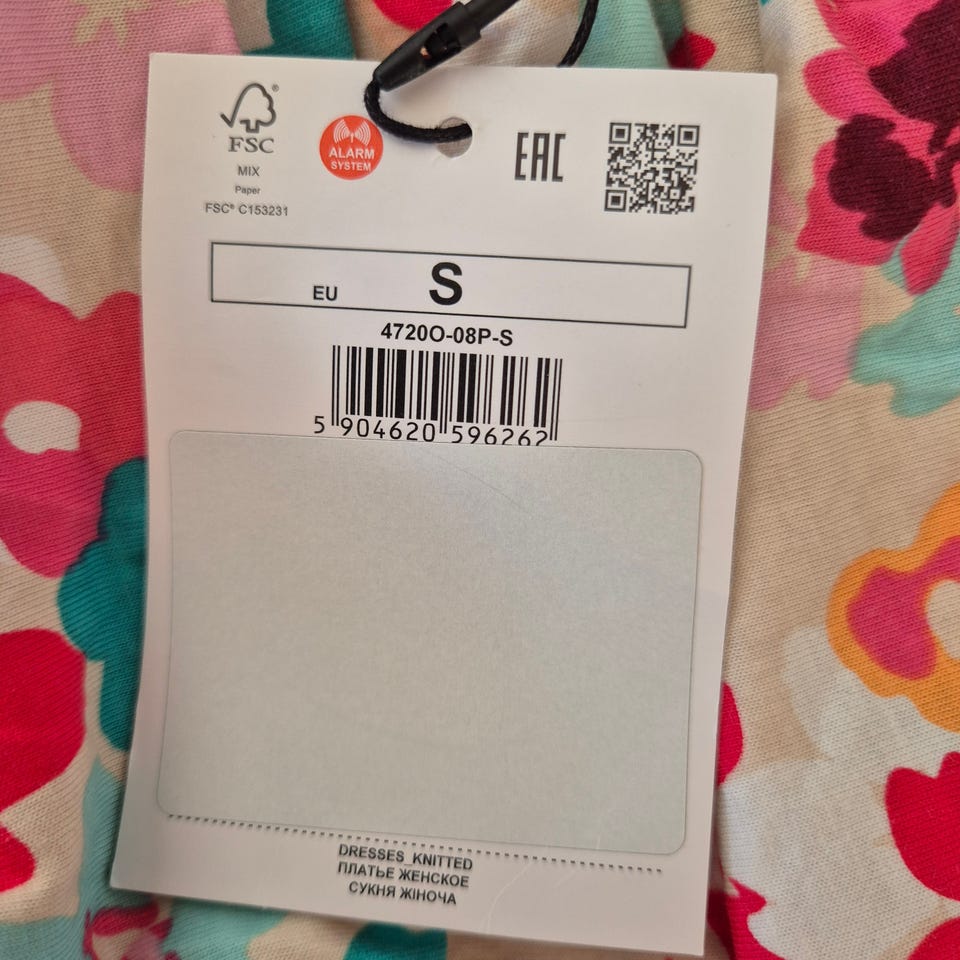 FSC®
MIX
Paper
FSC® C153231
ALARM
SYSTEM
EAC
EU S
4720O-08P-S
5 904620 596262
DRESSES_KNITTED
ПЛАТЬЕ ЖЕНСКОЕ
СУКНЯ ЖІНОЧА